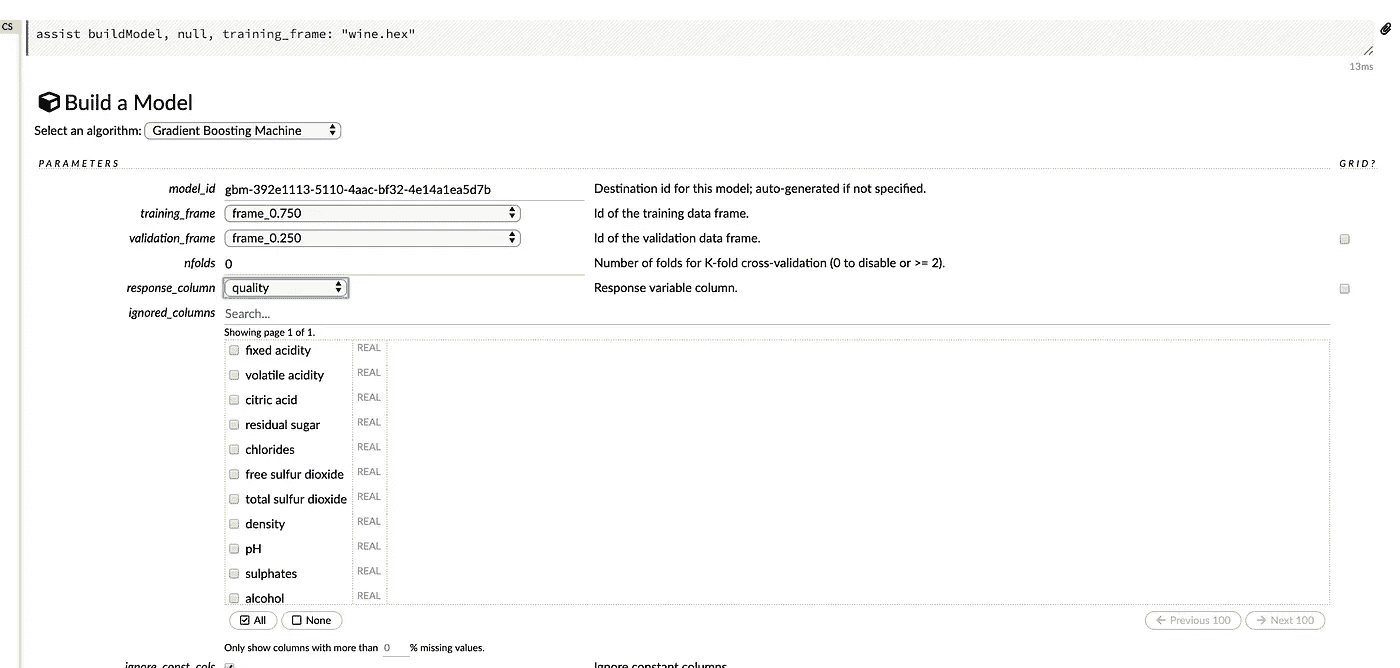 CS
assist buildModel, null, training_frame: "wine.hex"
13ms
Build a Model
Select an algorithm: Gradient Boosting Machine
PARAMETERS GRID?
model_id gbm-392e1113-5110-4aac-bf32-4e14a1ea5d7b Destination id for this model; auto-generated if not specified.
training_frame frame_0.750 Id of the training data frame.
validation_frame frame_0.250 Id of the validation data frame.
nfolds 0 Number of folds for K-fold cross-validation (0 to disable or >= 2).
response_column quality Response variable column.
ignored_columns Search...
Showing page 1 of 1.
fixed acidity REAL
volatile acidity REAL
citric acid REAL
residual sugar REAL
chlorides REAL
free sulfur dioxide REAL
total sulfur dioxide REAL
density REAL
pH REAL
sulphates REAL
alcohol REAL
All None Previous 100 Next 100
Only show columns with more than 0 % missing values.
ignore_const_cols Ignore constant columns.